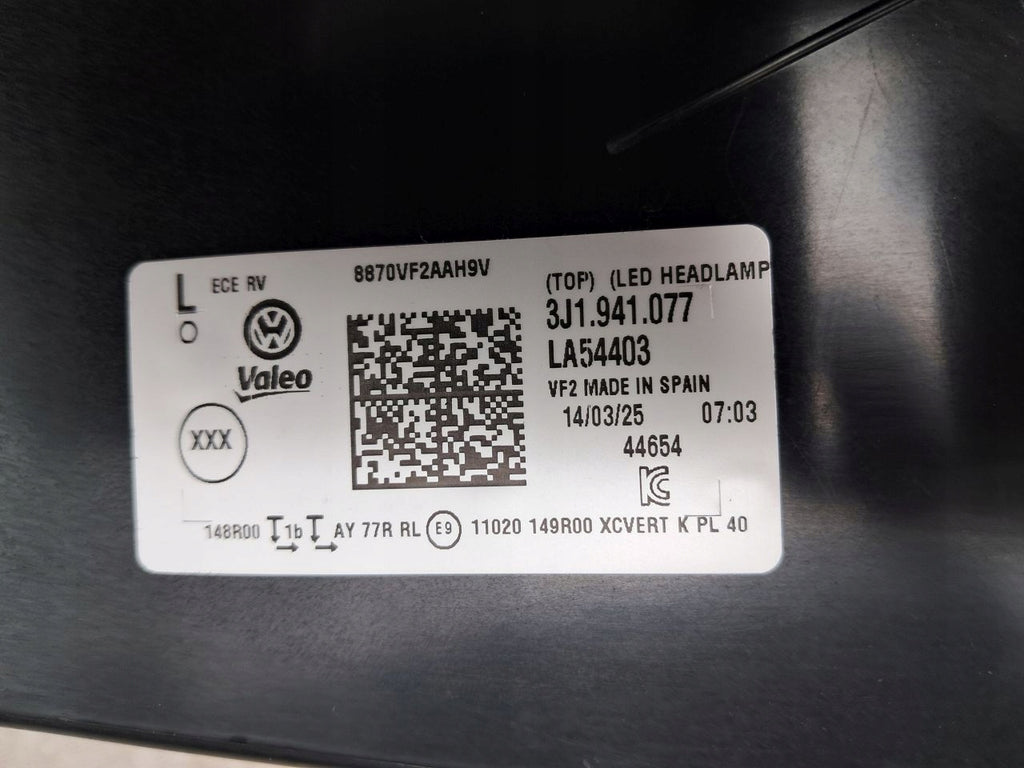 L
ECE RV
8870VF2AAH9V
(TOP) (LED HEADLAMP
O
3J1.941.077
VW
Valeo
LA54403
VF2 MADE IN SPAIN
14/03/25 07:03
XXX
44654
148R00 1b AY 77R RL E9 11020 149R00 XCVERT K PL 40